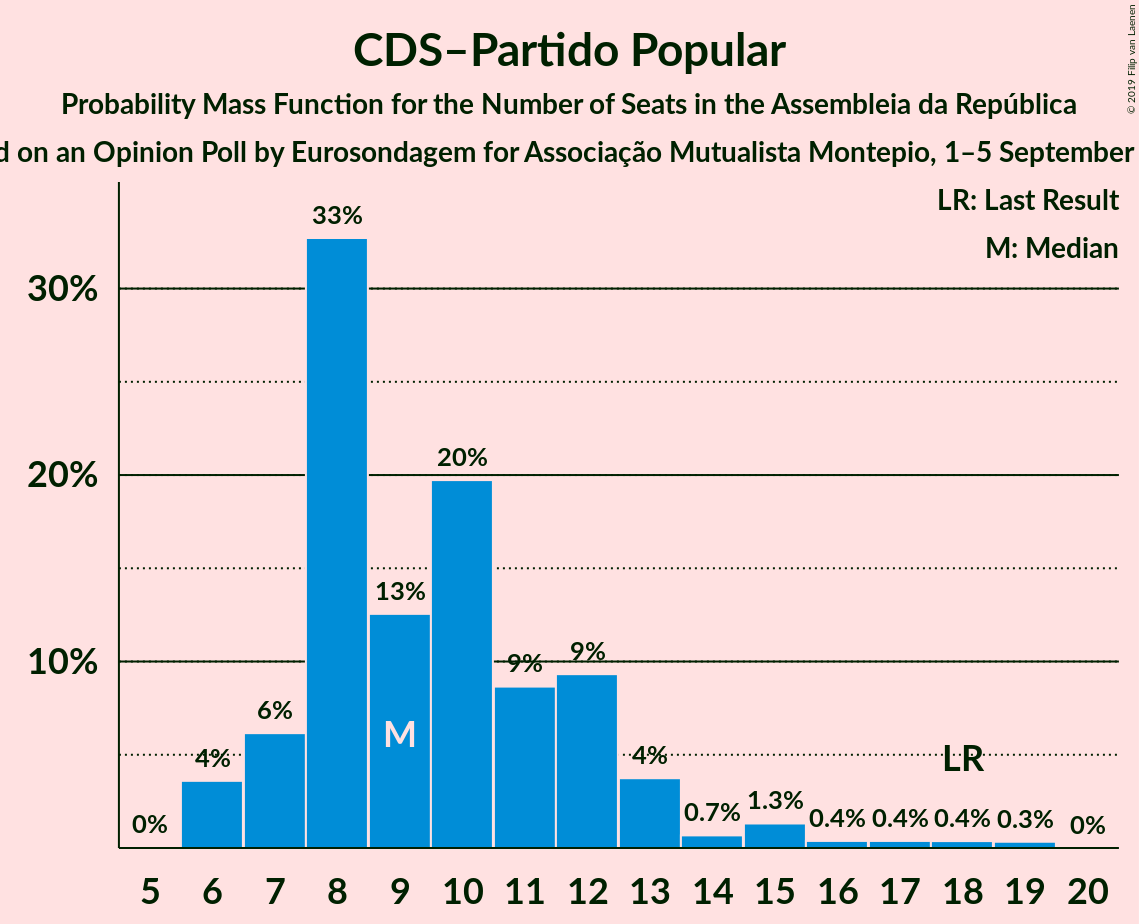 CDS–Partido Popular
Probability Mass Function for the Number of Seats in the Assembleia da República
on an Opinion Poll by Eurosondagem for Associação Mutualista Montepio, 1–5 September
© 2019 Filip van Laenen
LR: Last Result
M: Median
33%
30%
20%
20%
13%
10%
9%
9%
6%
M
4%
4%
LR
0%
0.7%
1.3%
0.4%
0.4%
0.4%
0.3%
0%
5 6 7 8 9 10 11 12 13 14 15 16 17 18 19 20